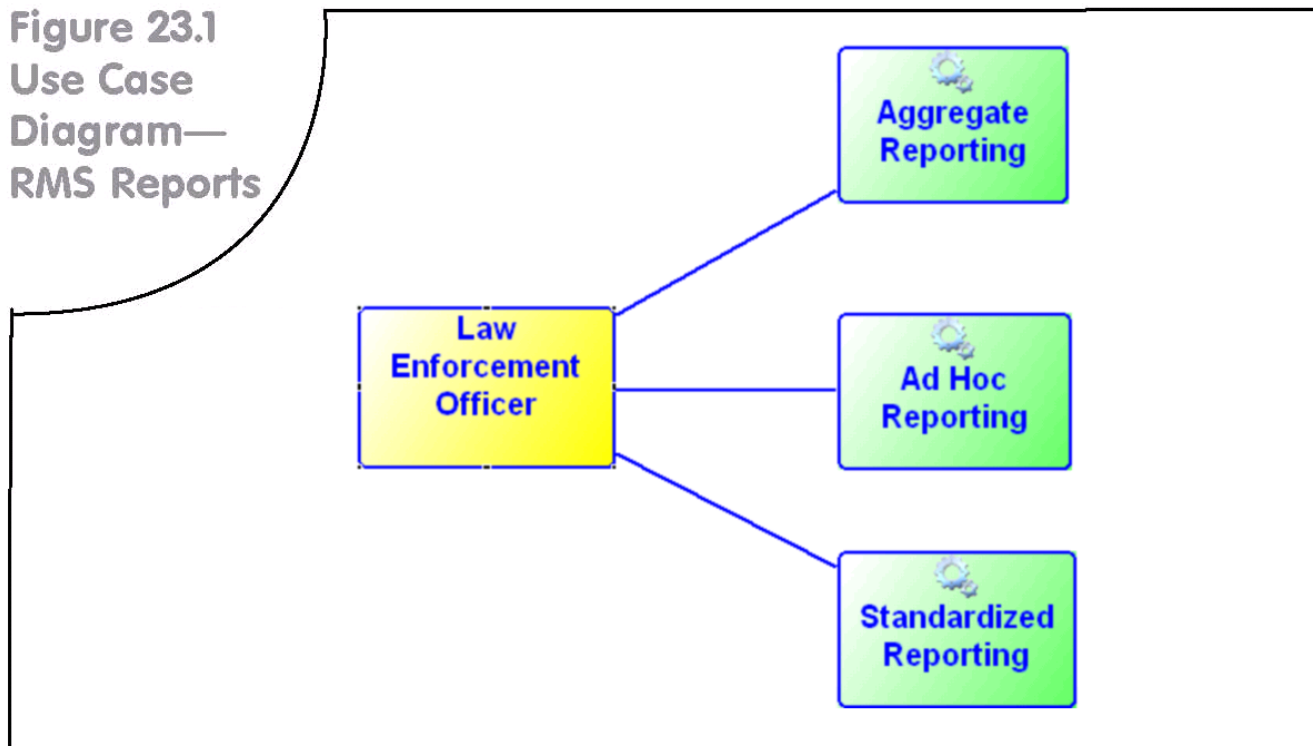 Figure 23.1
Use Case
Diagram—
RMS Reports
Aggregate
Reporting
Law
Enforcement
Officer
Ad Hoc
Reporting
Standardized
Reporting